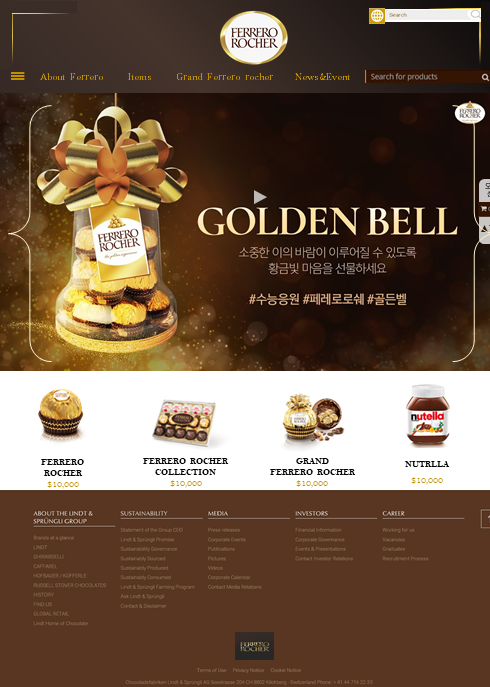 FERRERO
ROCHER
Search
About Ferrero
Items
Grand Ferrero rocher
News&Event
Search for products
FERRERO
ROCHER
FERRERO
ROCHER
GOLDEN BELL
소중한 이의 바람이 이루어질 수 있도록
황금빛 마음을 선물하세요
#수능응원 #페레로로쉐 #골든벨
nutella
FERRERO
ROCHER
$10,000
FERRERO ROCHER
COLLECTION
$10,000
GRAND
FERRERO ROCHER
$10,000
NUTRLLA
$10,000
ABOUT THE LINDT &
SPRÜNGLI GROUP
Brands at a glance
LINDT
GHIRARDELLI
CAFFAREL
HOFBAUER / KÜFFERLE
RUSSELL STOVER CHOCOLATES
HISTORY
FIND US
GLOBAL RETAIL
Lindt Home of Chocolate
SUSTAINABILITY
Statement of the Group CEO
Lindt & Sprüngli Promise
Sustainability Governance
Sustainably Sourced
Sustainably Produced
Sustainably Consumed
Lindt & Sprüngli Farming Program
Ask Lindt & Sprüngli
Contact & Disclaimer
MEDIA
Press releases
Corporate Events
Publications
Pictures
Videos
Corporate Calendar
Contact Media Relations
INVESTORS
Financial Information
Corporate Governance
Events & Presentations
Contact Investor Relations
CAREER
Working for us
Vacancies
Graduates
Recruitment Process
FERRERO
ROCHER
Terms of Use Privacy Notice Cookie Notice
Chocoladefabriken Lindt & Sprüngli AG Seestrasse 204 CH-8802 Kilchberg - Switzerland Phone: + 41 44 716 22 33